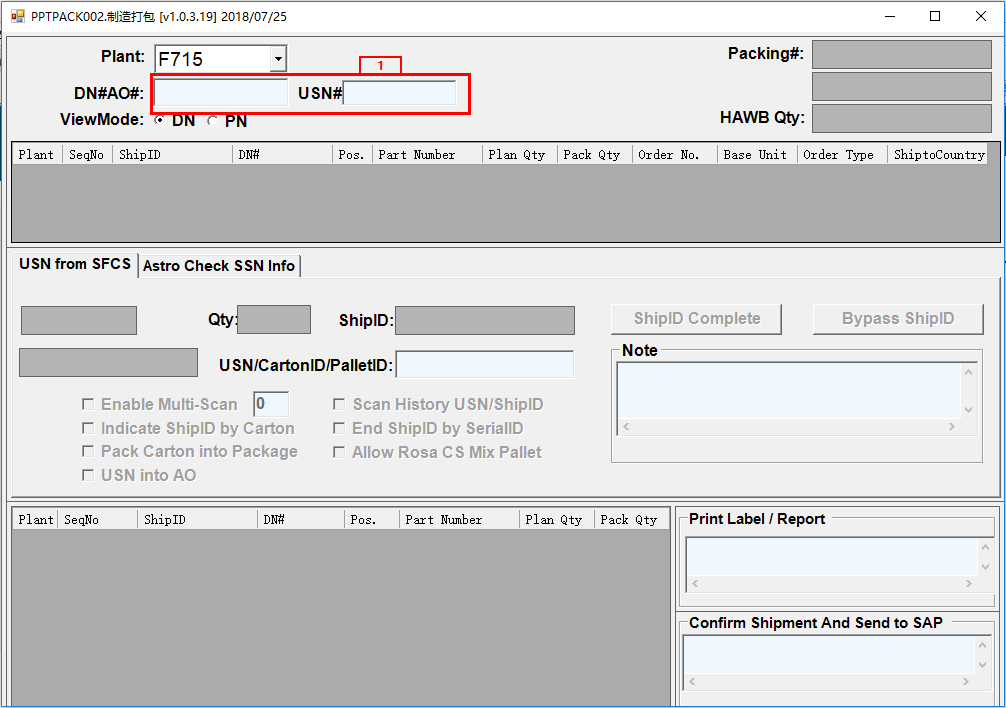 PPTPACK002.制造打包 [v1.0.3.19] 2018/07/25
Plant: F715
Packing#:
1
DN#AO#: USN#
ViewMode: DN PN
HAWB Qty:
Plant SeqNo ShipID DN# Pos. Part Number Plan Qty Pack Qty Order No. Base Unit Order Type ShiptoCountry
USN from SFCS Astro Check SSN Info
Qty: ShipID: ShipID Complete Bypass ShipID
Note
USN/CartonID/PalletID:
Enable Multi-Scan 0 Scan History USN/ShipID
Indicate ShipID by Carton End ShipID by SerialID
Pack Carton into Package Allow Rosa CS Mix Pallet
USN into AO
Plant SeqNo ShipID DN# Pos. Part Number Plan Qty Pack Qty
Print Label / Report
Confirm Shipment And Send to SAP